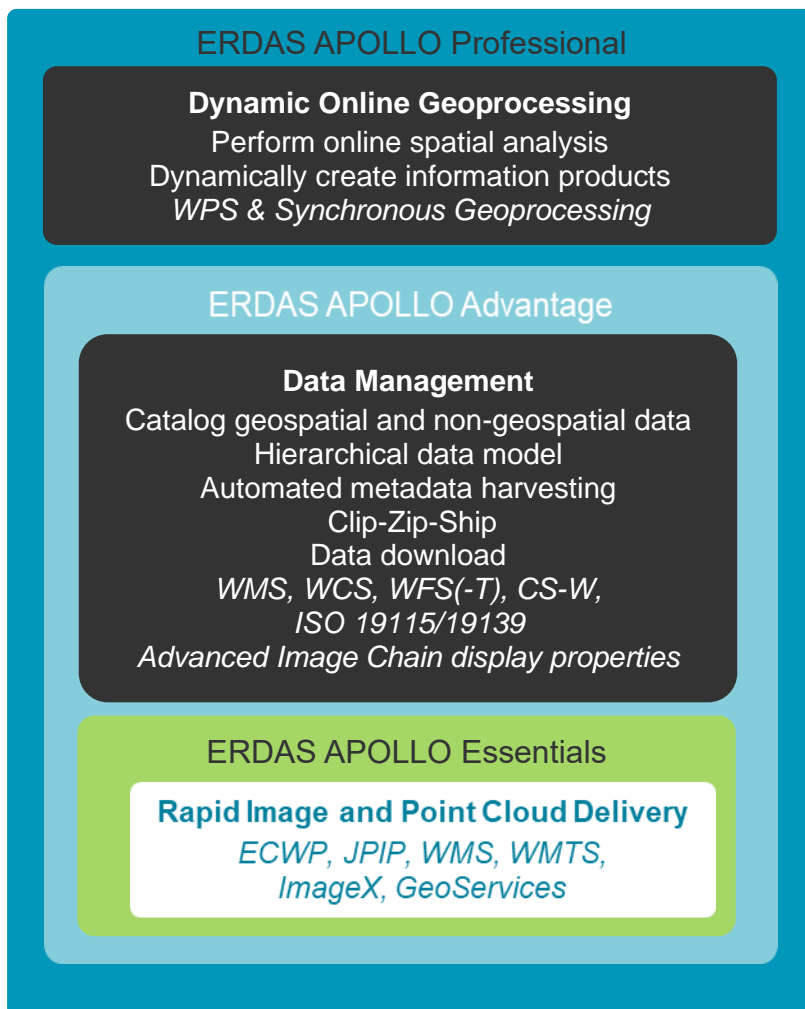 ERDAS APOLLO Professional
Dynamic Online Geoprocessing
Perform online spatial analysis
Dynamically create information products
WPS & Synchronous Geoprocessing
ERDAS APOLLO Advantage
Data Management
Catalog geospatial and non-geospatial data
Hierarchical data model
Automated metadata harvesting
Clip-Zip-Ship
Data download
WMS, WCS, WFS(-T), CS-W,
ISO 19115/19139
Advanced Image Chain display properties
ERDAS APOLLO Essentials
Rapid Image and Point Cloud Delivery
ECWP, JPIP, WMS, WMTS,
ImageX, GeoServices